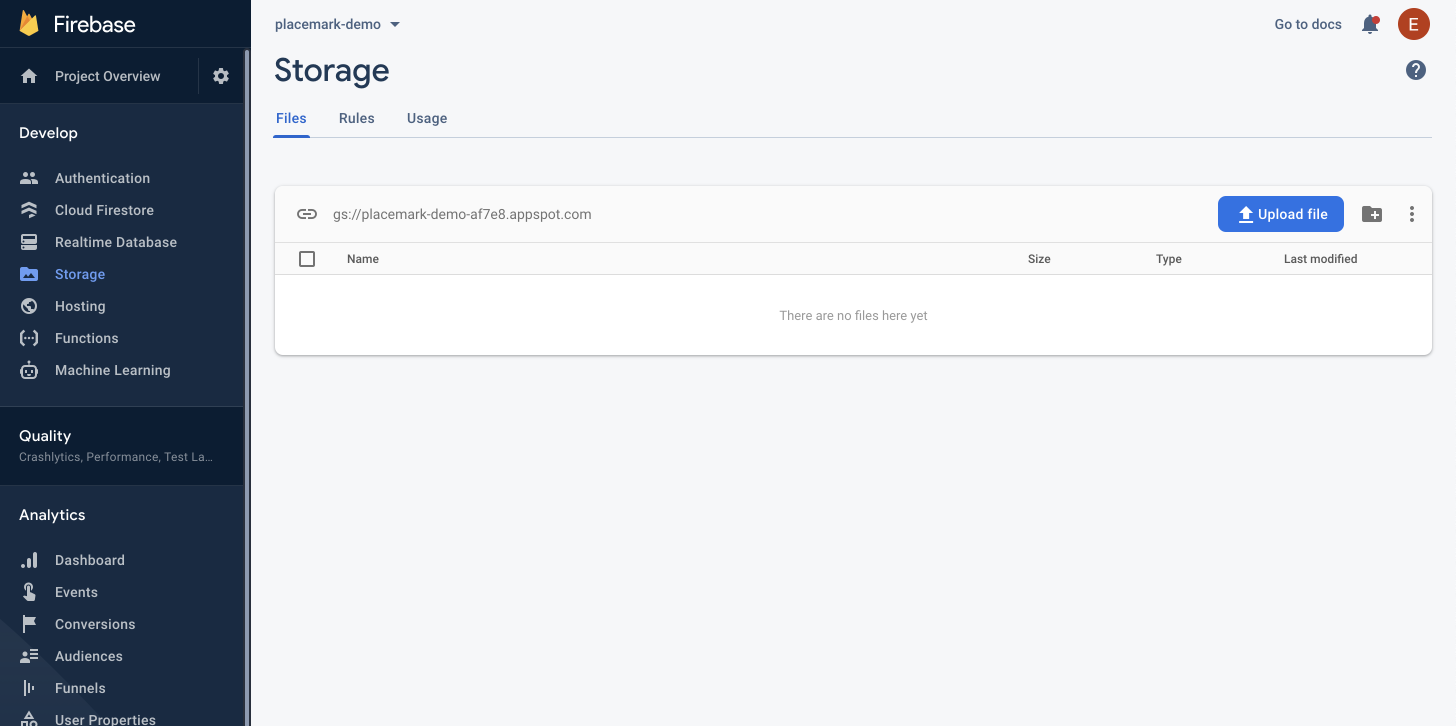 Firebase
Project Overview
Develop
Authentication
Cloud Firestore
Realtime Database
Storage
Hosting
Functions
Machine Learning
Quality
Crashlytics, Performance, Test La...
Analytics
Dashboard
Events
Conversions
Audiences
Funnels
User Properties
placemark-demo
Go to docs
E
Storage
?
Files Rules Usage
gs://placemark-demo-af7e8.appspot.com
Upload file
Name Size Type Last modified
There are no files here yet